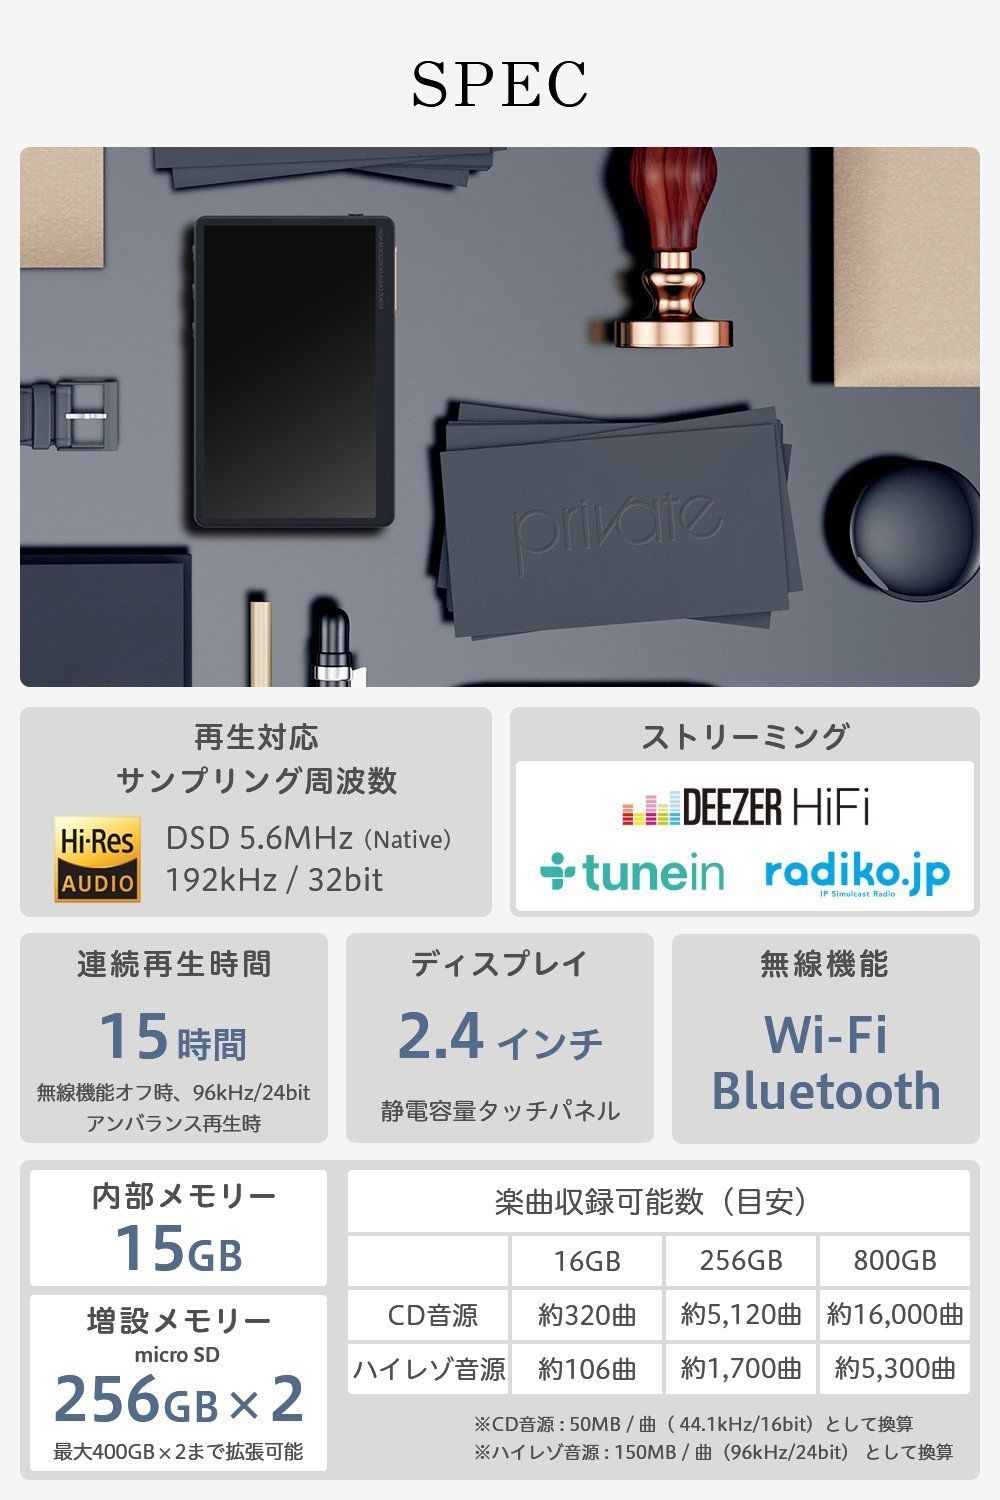 SPEC
HIGH-RESOLUTION AUDIO PLAYER
private
再生対応
サンプリング周波数
Hi-Res
AUDIO
DSD 5.6MHz（Native）
192kHz / 32bit
ストリーミング
DEEZER HiFi
tunein
radiko.jp
IP Simulcast Radio
連続再生時間
15時間
無線機能オフ時、96kHz/24bit
アンバランス再生時
ディスプレイ
2.4インチ
静電容量タッチパネル
無線機能
Wi-Fi
Bluetooth
内部メモリー
15GB
増設メモリー
micro SD
256GB×2
最大400GB×2まで拡張可能
楽曲収録可能数（目安）
16GB 256GB 800GB
CD音源 約320曲 約5,120曲 約16,000曲
ハイレゾ音源 約106曲 約1,700曲 約5,300曲
※CD音源 : 50MB / 曲（ 44.1kHz/16bit）として換算
※ハイレゾ音源 : 150MB / 曲（96kHz/24bit） として換算